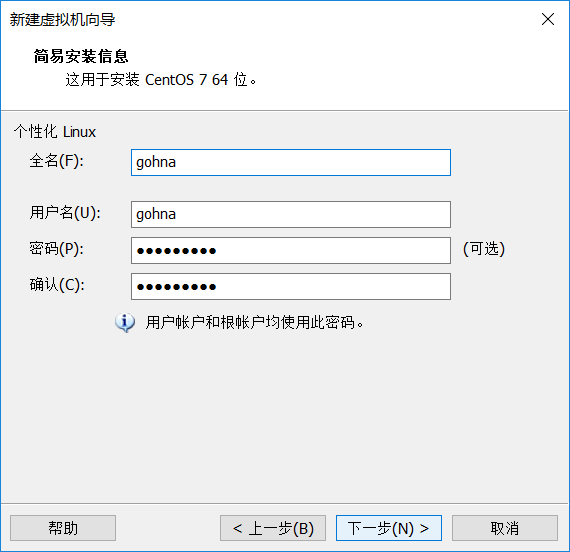 新建虚拟机向导
简易安装信息
这用于安装 CentOS 7 64 位。
个性化 Linux
全名(F): gohna
用户名(U): gohna
密码(P): ●●●●●●●●● (可选)
确认(C): ●●●●●●●●●
用户帐户和根帐户均使用此密码。
帮助 < 上一步(B) 下一步(N) > 取消